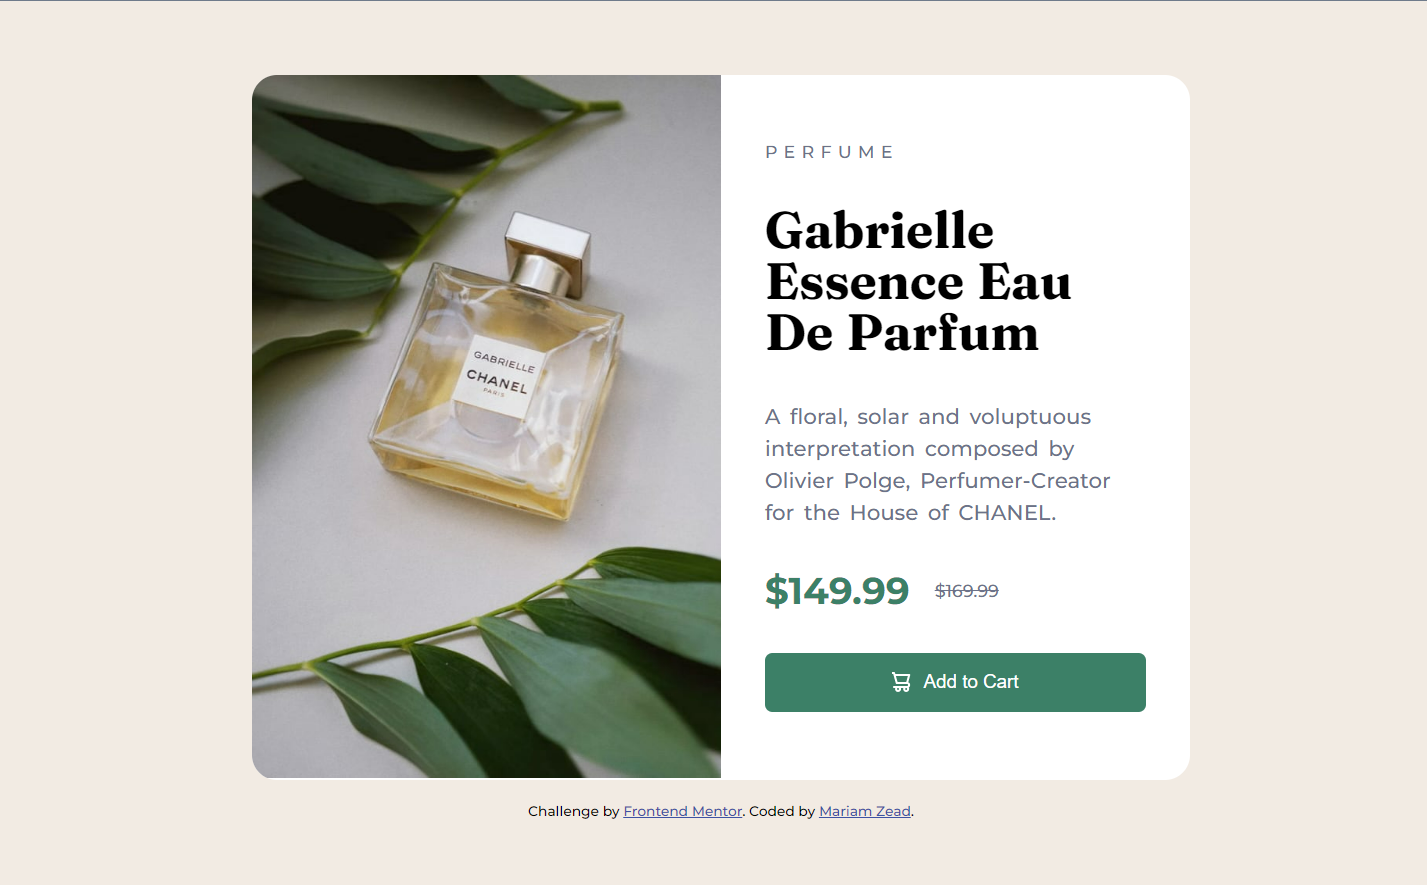 GABRIELLE
CHANEL
PARIS
PERFUME
Gabrielle
Essence Eau
De Parfum
A floral, solar and voluptuous
interpretation composed by
Olivier Polge, Perfumer-Creator
for the House of CHANEL.
$149.99 $169.99
Add to Cart
Challenge by Frontend Mentor. Coded by Mariam Zead.